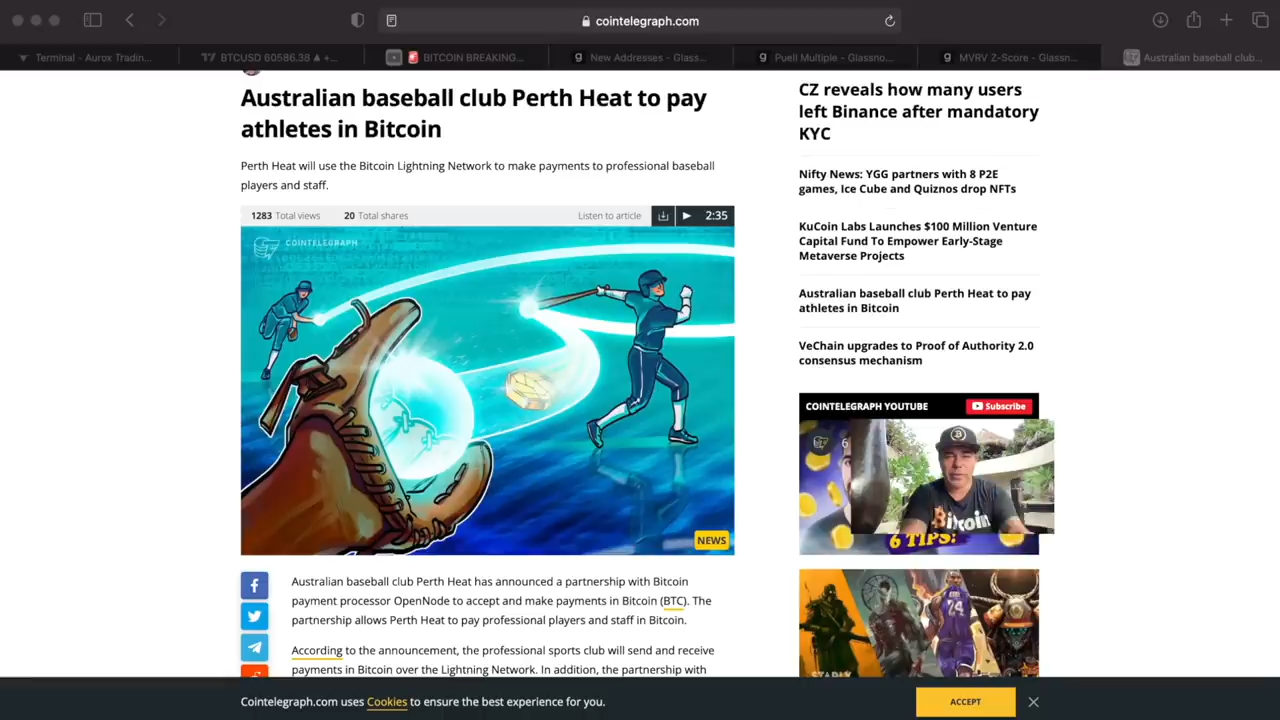 cointelegraph.com
Terminal - Aurox Tradin...
BTCUSD 60586.38 ▲ +...
BITCOIN BREAKING...
New Addresses - Glass...
Puell Multiple - Glassno...
MVRV Z-Score - Glassn...
Australian baseball club...
Australian baseball club Perth Heat to pay
athletes in Bitcoin
Perth Heat will use the Bitcoin Lightning Network to make payments to professional baseball
players and staff.
1283 Total views
20 Total shares
Listen to article
2:35
COINTELEGRAPH
NEWS
Australian baseball club Perth Heat has announced a partnership with Bitcoin
payment processor OpenNode to accept and make payments in Bitcoin (BTC). The
partnership allows Perth Heat to pay professional players and staff in Bitcoin.
According to the announcement, the professional sports club will send and receive
payments in Bitcoin over the Lightning Network. In addition, the partnership with
CZ reveals how many users
left Binance after mandatory
KYC
Nifty News: YGG partners with 8 P2E
games, Ice Cube and Quiznos drop NFTs
KuCoin Labs Launches $100 Million Venture
Capital Fund To Empower Early-Stage
Metaverse Projects
Australian baseball club Perth Heat to pay
athletes in Bitcoin
VeChain upgrades to Proof of Authority 2.0
consensus mechanism
COINTELEGRAPH YOUTUBE
Subscribe
6
Bitcoin
6 TIPS:
24
Cointelegraph.com uses Cookies to ensure the best experience for you.
ACCEPT